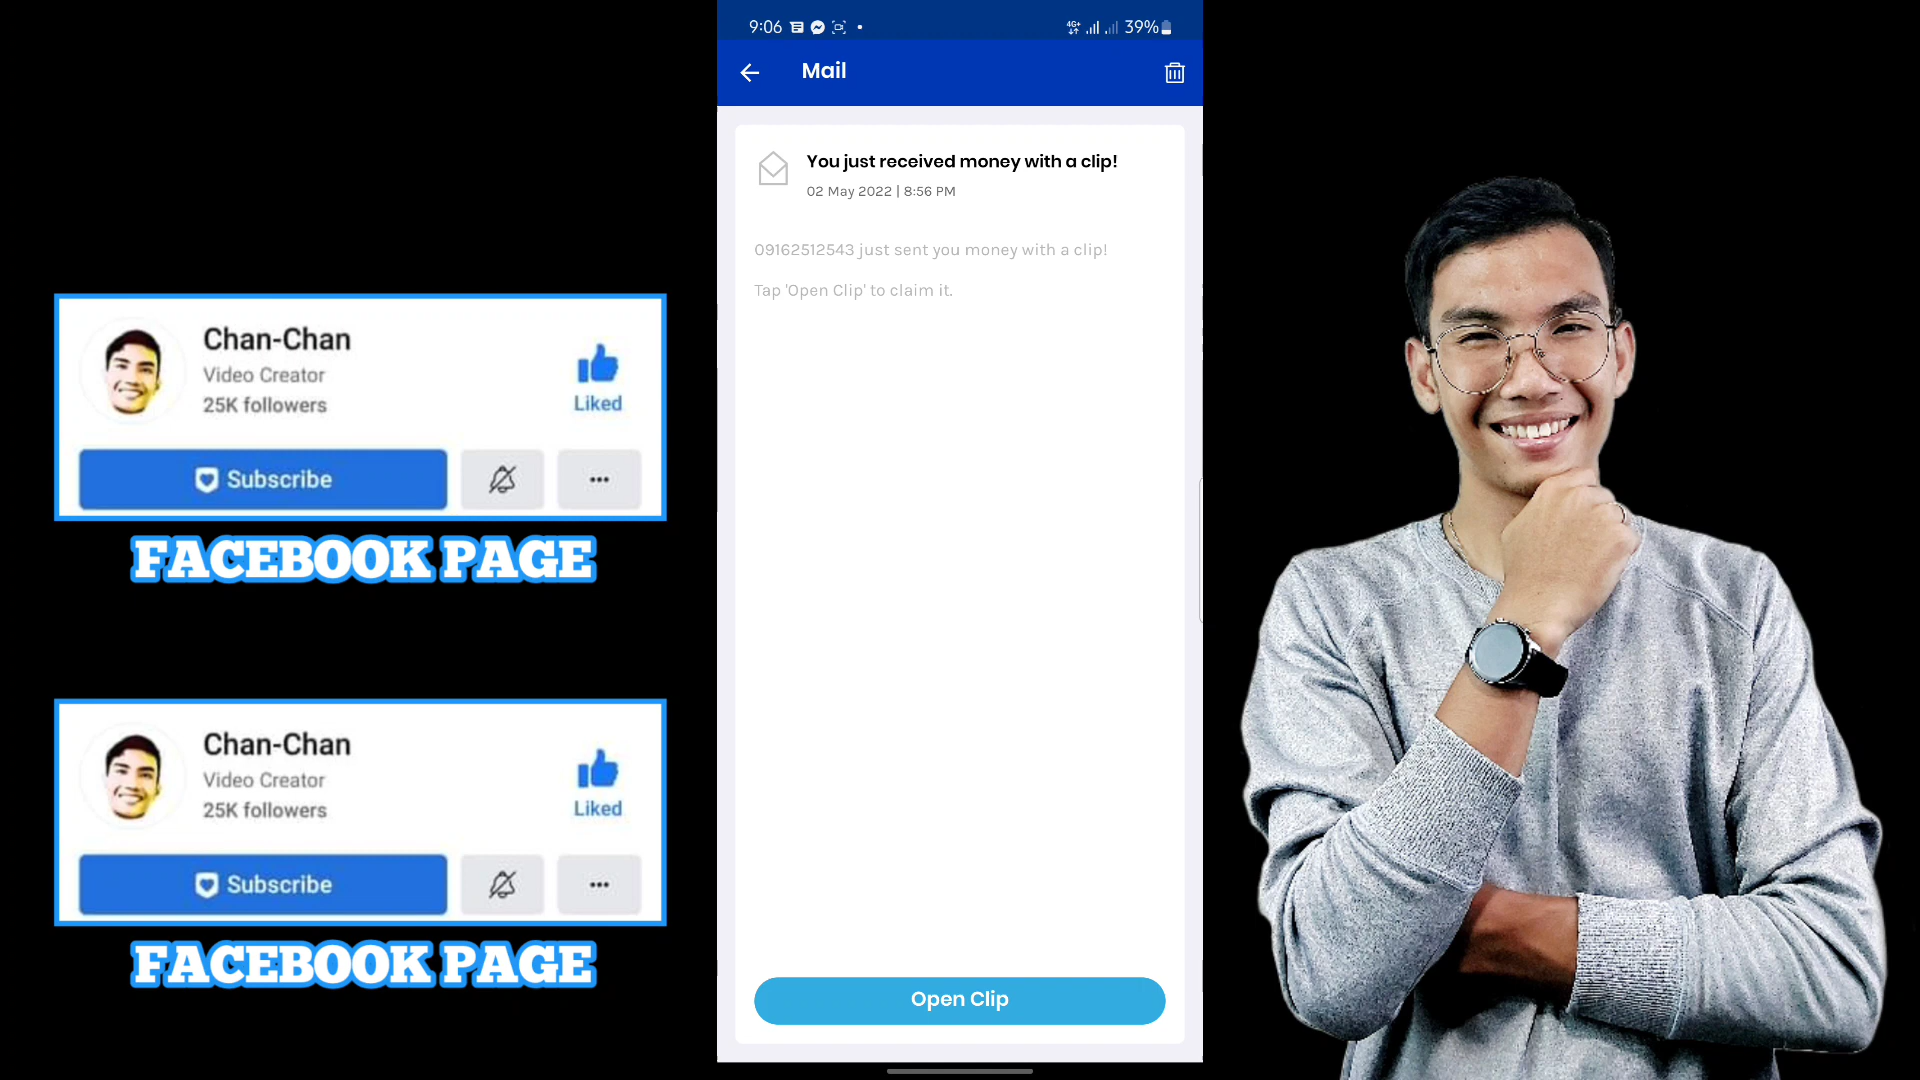 Chan-Chan
Video Creator
25K followers
Liked
Subscribe
FACEBOOK PAGE
Chan-Chan
Video Creator
25K followers
Liked
Subscribe
FACEBOOK PAGE
9:06 4G+ 39%
Mail
You just received money with a clip!
02 May 2022 | 8:56 PM
09162512543 just sent you money with a clip!
Tap 'Open Clip' to claim it.
Open Clip